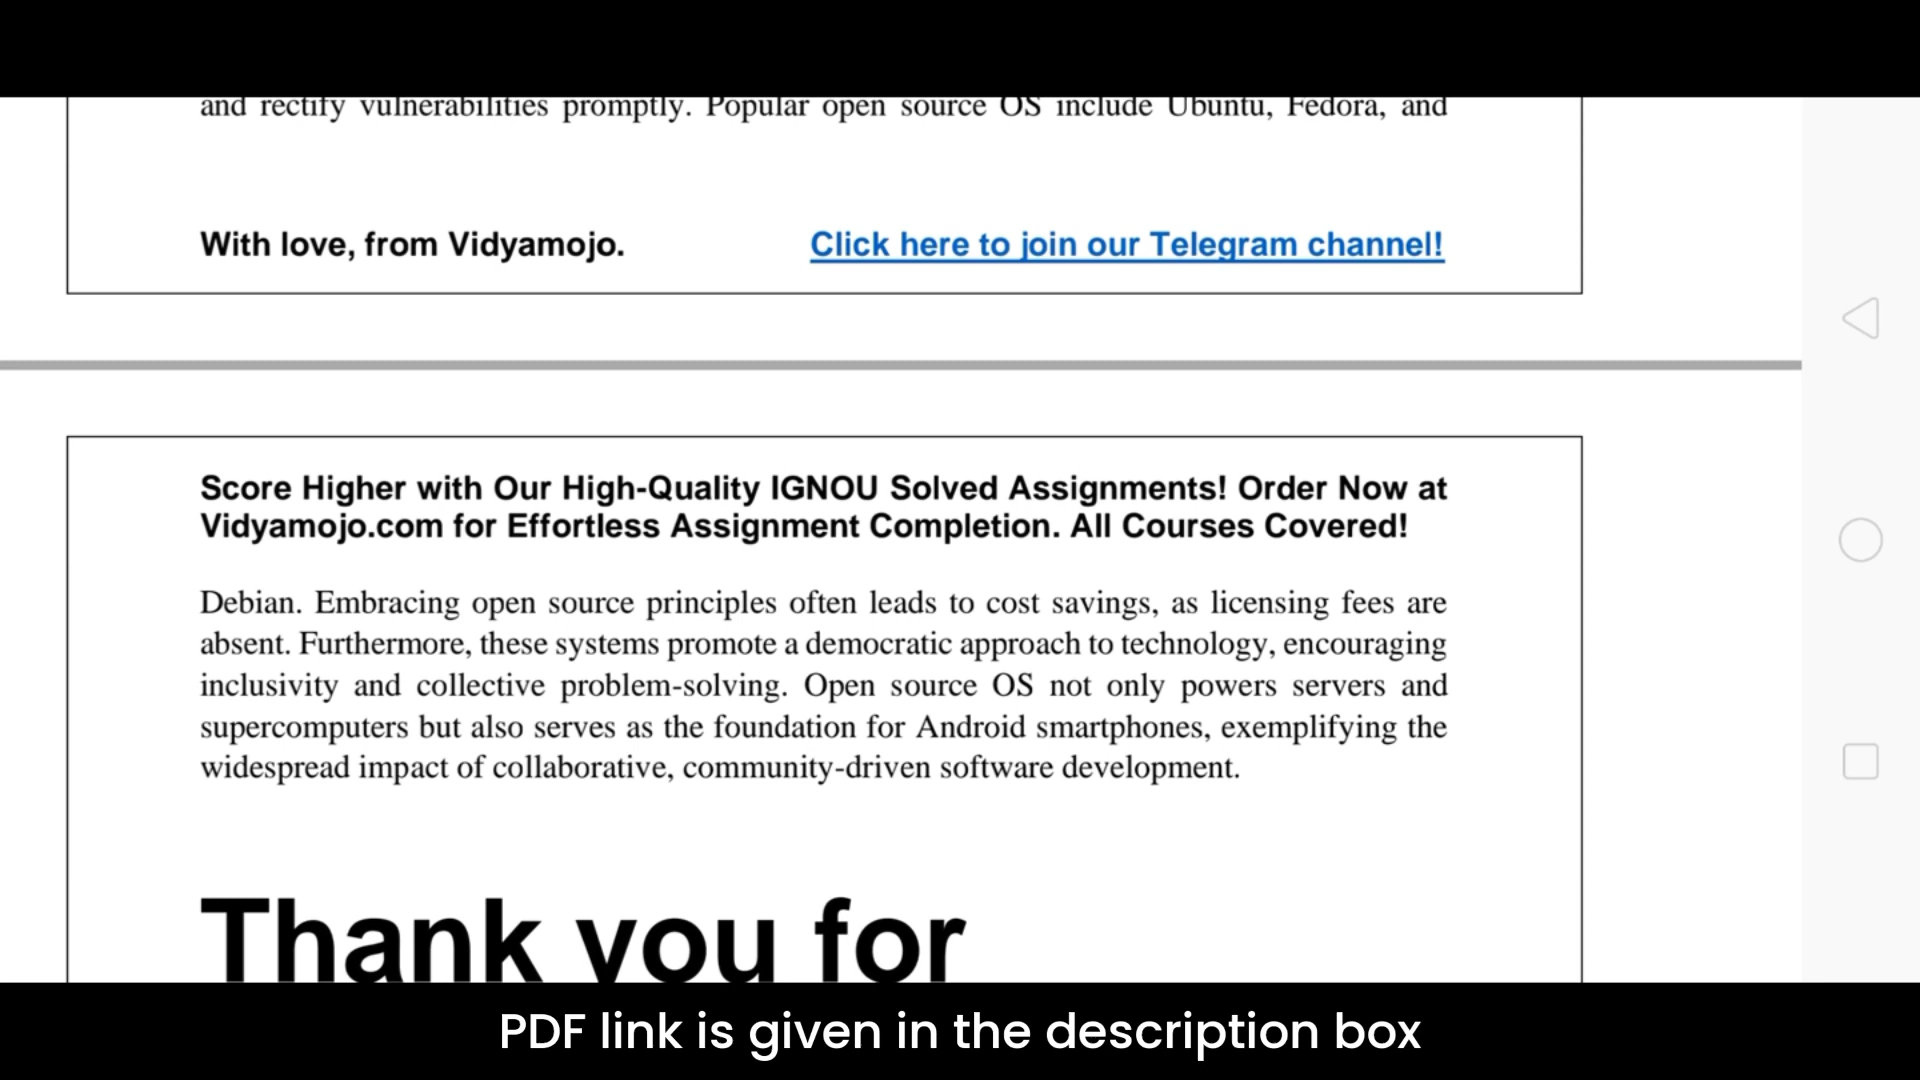 and rectify vulnerabilities promptly. Popular open source OS include Ubuntu, Fedora, and
With love, from Vidyamojo. Click here to join our Telegram channel!
Score Higher with Our High-Quality IGNOU Solved Assignments! Order Now at
Vidyamojo.com for Effortless Assignment Completion. All Courses Covered!
Debian. Embracing open source principles often leads to cost savings, as licensing fees are
absent. Furthermore, these systems promote a democratic approach to technology, encouraging
inclusivity and collective problem-solving. Open source OS not only powers servers and
supercomputers but also serves as the foundation for Android smartphones, exemplifying the
widespread impact of collaborative, community-driven software development.
Thank you for
PDF link is given in the description box